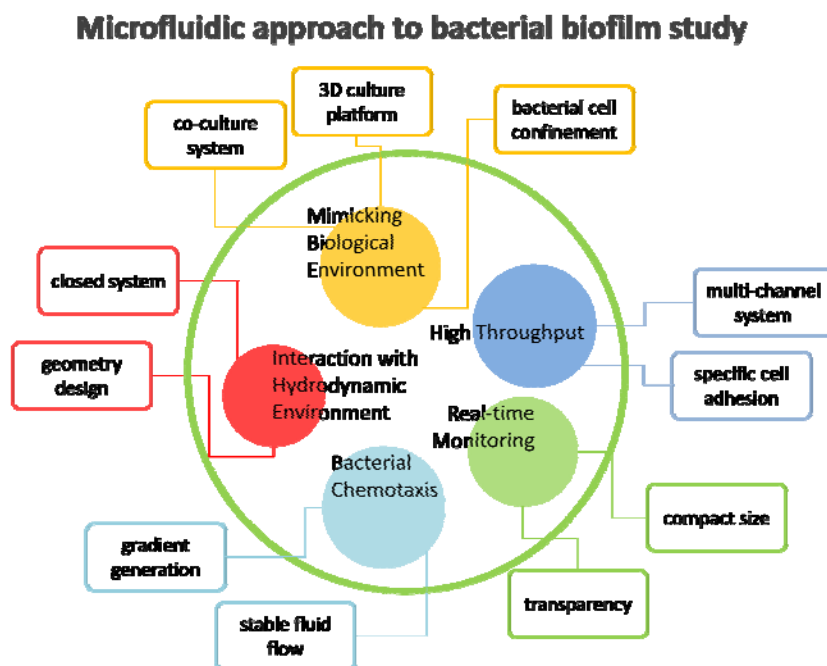 Microfluidic approach to bacterial biofilm study
3D culture
platform
co-culture
system
bacterial cell
confinement
Mimicking
Biological
Environment
closed system
multi-channel
system
High Throughput
geometry
design
Interaction with
Hydrodynamic
Environment
specific cell
adhesion
Real-time
Monitoring
Bacterial
Chemotaxis
compact size
gradient
generation
transparency
stable fluid
flow